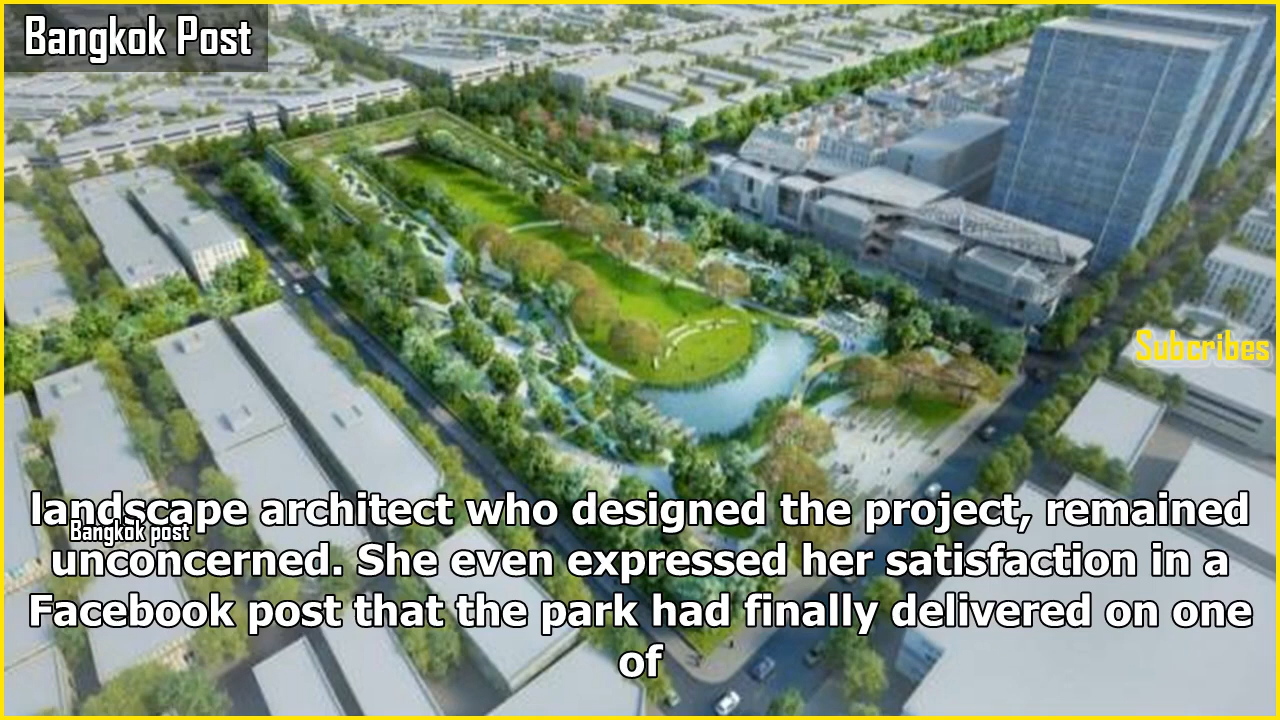 Bangkok Post
Subcribes
landscape architect who designed the project, remained
Bangkok post
unconcerned. She even expressed her satisfaction in a
Facebook post that the park had finally delivered on one
of